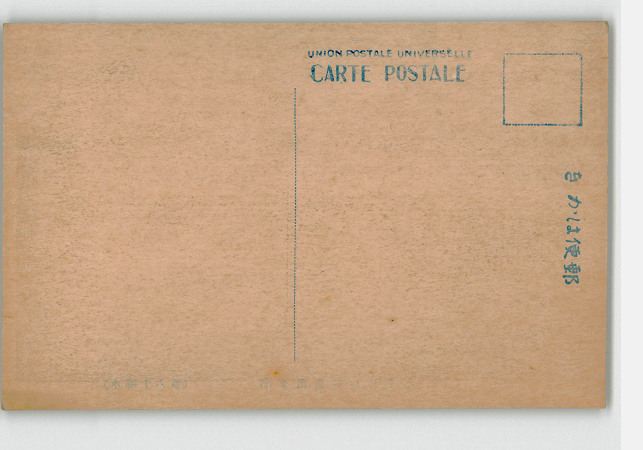 UNION POSTALE UNIVERSELLE
CARTE POSTALE
きかは便郵